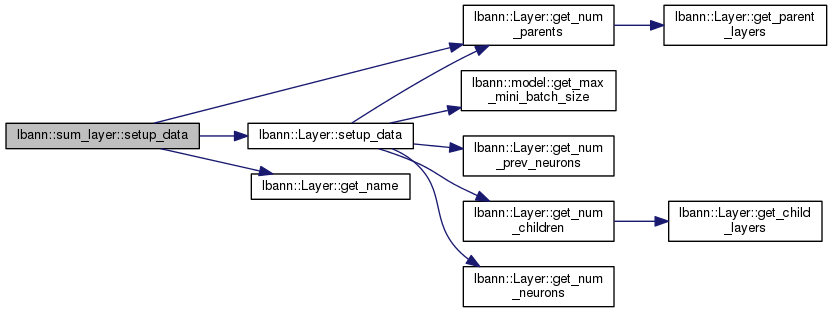 lbann::sum_layer::setup_data
lbann::Layer::setup_data
lbann::Layer::get_name
lbann::Layer::get_num
_parents
lbann::model::get_max
_mini_batch_size
lbann::Layer::get_num
_prev_neurons
lbann::Layer::get_num
_children
lbann::Layer::get_num
_neurons
lbann::Layer::get_parent
_layers
lbann::Layer::get_child
_layers